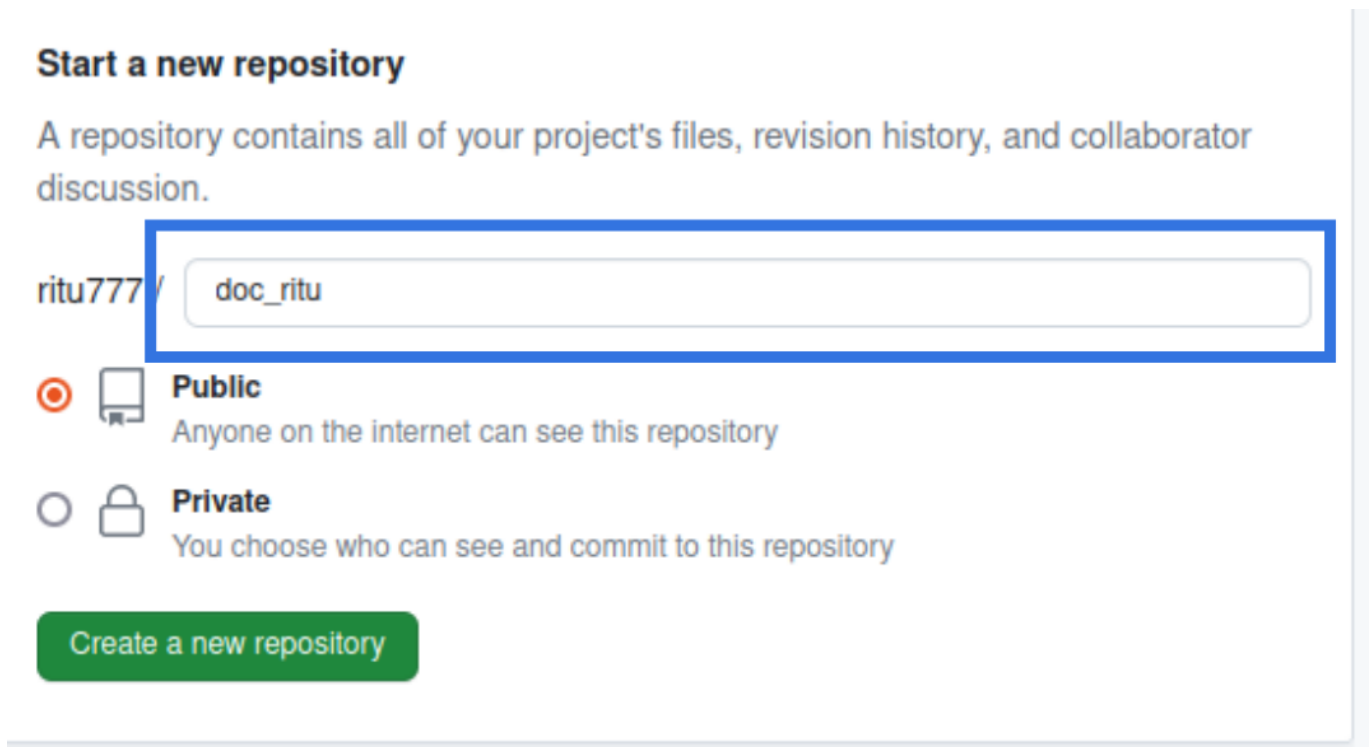 Start a new repository
A repository contains all of your project's files, revision history, and collaborator
discussion.
ritu777 / doc_ritu
Public
Anyone on the internet can see this repository
Private
You choose who can see and commit to this repository
Create a new repository